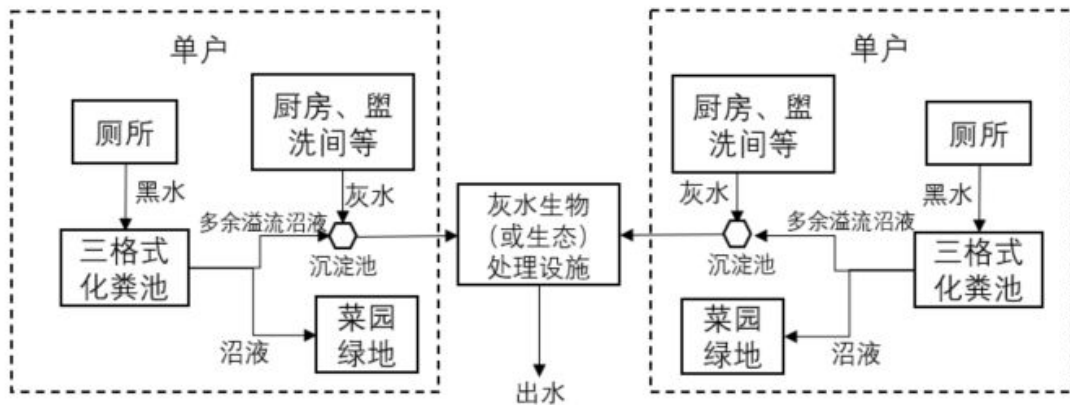 单户
厕所
厨房、盥
洗间等
黑水
灰水
多余溢流沼液
三格式
化粪池
沉淀池
沼液
菜园
绿地
灰水生物
（或生态）
处理设施
出水
单户
厨房、盥
洗间等
厕所
灰水
黑水
多余溢流沼液
沉淀池
三格式
化粪池
菜园
绿地
沼液